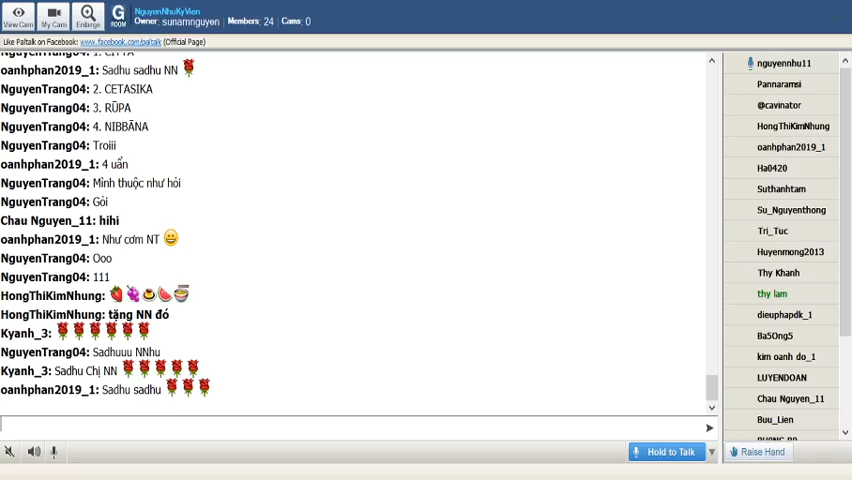 NguyenNhuKyVien
Owner: sunamnguyen Members: 24 Cams: 0
View Cam My Cam Enlarge G ROOM
Like Paltalk on Facebook: www.facebook.com/paltalk (Official Page)
NguyenTrang04: 1. CITTA
oanhphan2019_1: Sadhu sadhu NN
NguyenTrang04: 2. CETASIKA
NguyenTrang04: 3. RŪPA
NguyenTrang04: 4. NIBBĀNA
NguyenTrang04: Troiii
oanhphan2019_1: 4 uẩn
NguyenTrang04: Mình thuộc như hỏi
NguyenTrang04: Gỏi
Chau Nguyen_11: hihi
oanhphan2019_1: Như cơm NT
NguyenTrang04: Ooo
NguyenTrang04: 111
HongThiKimNhung:
HongThiKimNhung: tặng NN đó
Kyanh_3:
NguyenTrang04: Sadhuuu NNhu
Kyanh_3: Sadhu Chị NN
oanhphan2019_1: Sadhu sadhu
nguyennhu11
Pannaramsi
@cavinator
HongThiKimNhung
oanhphan2019_1
Ha0420
Suthanhtam
Su_Nguyenthong
Tri_Tuc
Huyenmong2013
Thy Khanh
thy lam
dieuphapdk_1
Ba5Ong5
kim oanh do_1
LUYENDOAN
Chau Nguyen_11
Buu_Lien
Hold to Talk
Raise Hand